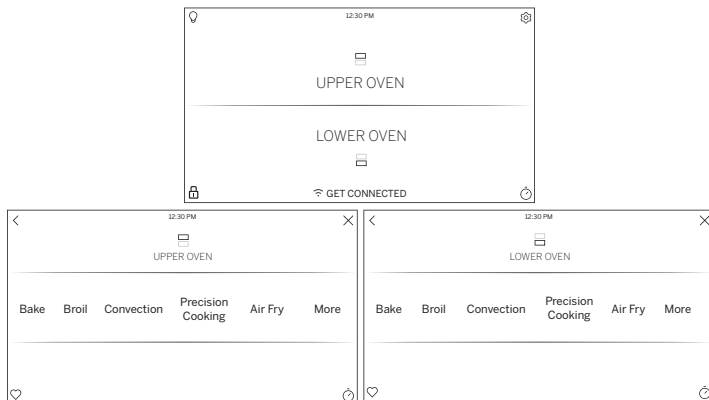 12:30 PM
UPPER OVEN
LOWER OVEN
GET CONNECTED
12:30 PM
UPPER OVEN
Bake Broil Convection Precision Cooking Air Fry More
12:30 PM
LOWER OVEN
Bake Broil Convection Precision Cooking Air Fry More